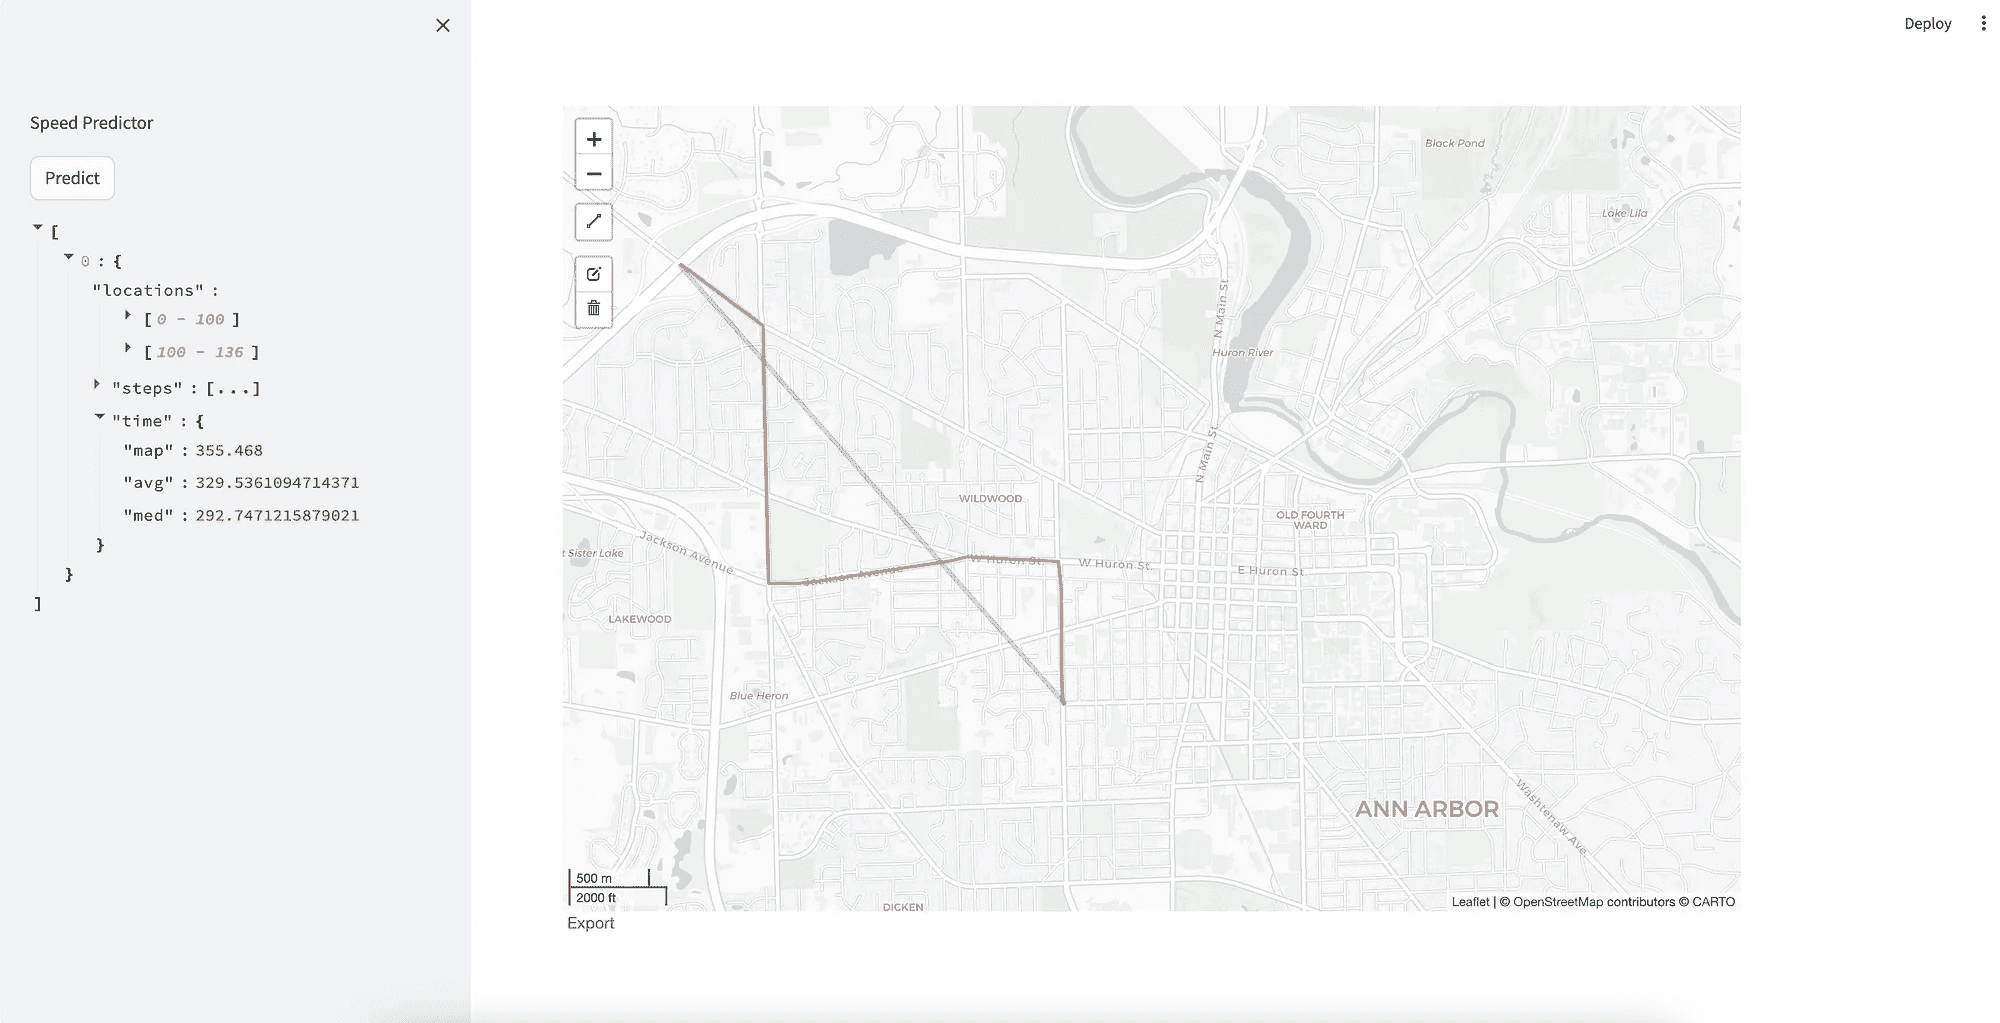 Deploy
Speed Predictor
Predict
[
0 : {
"locations" :
[ 0 - 100 ]
[ 100 - 136 ]
"steps" : [...]
"time" : {
"map" : 355.468
"avg" : 329.5361094714371
"med" : 292.7471215879021
}
}
]
+
−
Black Pond
Lake Lila
N Main St.
Huron River
N Main St.
WILDWOOD
OLD FOURTH
WARD
t Sister Lake
Jackson Avenue
Jackson Avenue
W Huron St.
W Huron St.
E Huron St.
LAKEWOOD
Blue Heron
ANN ARBOR
Washtenaw Ave
500 m
2000 ft
DICKEN
Leaflet | © OpenStreetMap contributors © CARTO
Export